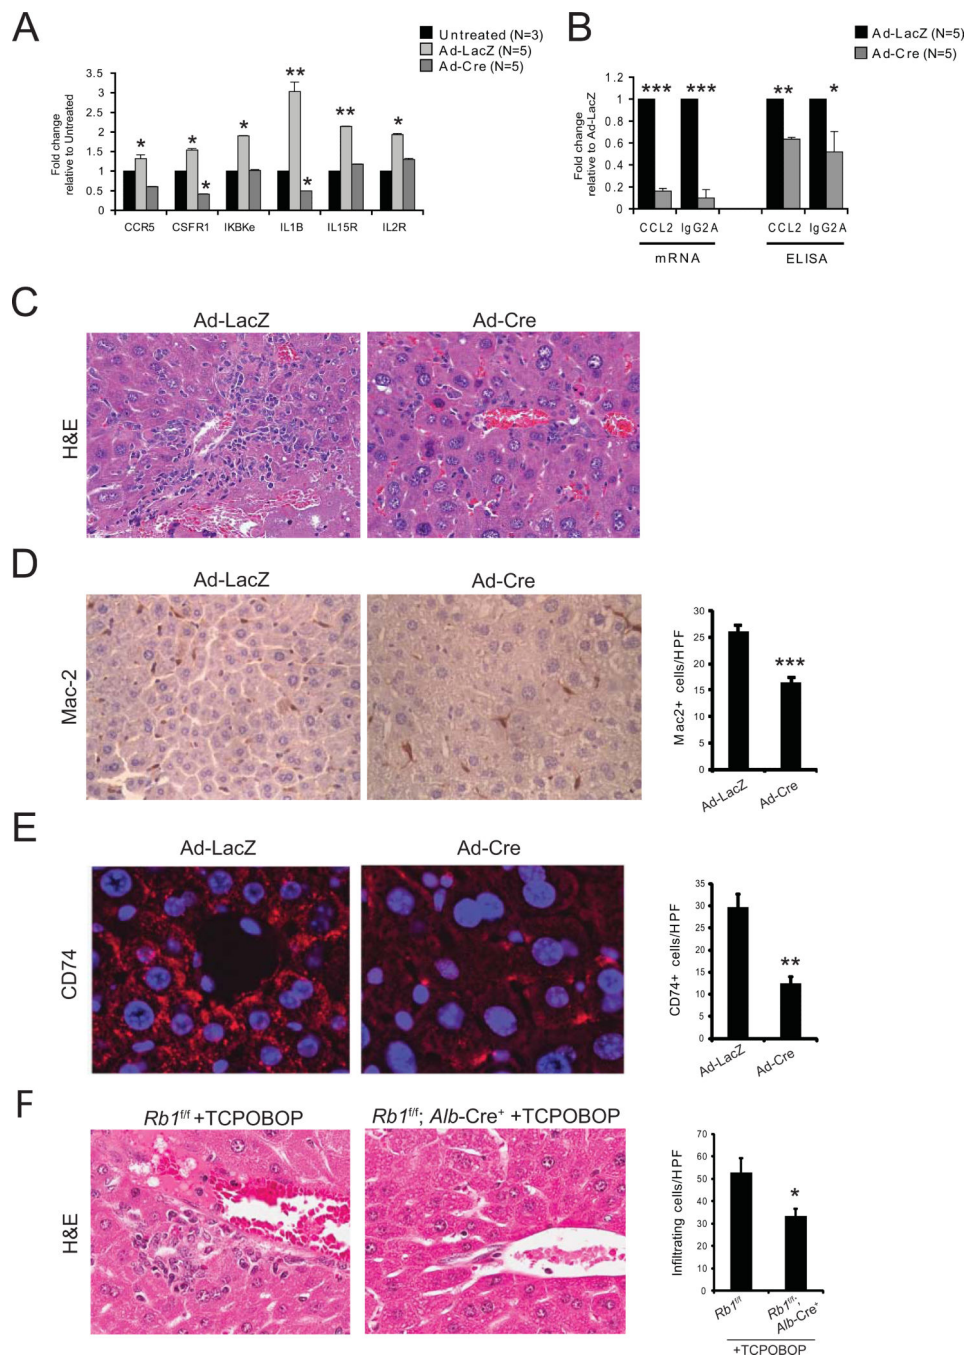 A
Untreated (N=3)
Ad-LacZ (N=5)
Ad-Cre (N=5)
Fold change
relative to Untreated
3.5
3
2.5
2
1.5
1
0.5
0
* * * ** ** *
* *
CCR5 CSFR1 IKBKe IL1B IL15R IL2R
B
Ad-LacZ (N=5)
Ad-Cre (N=5)
Fold change
relative to Ad-LacZ
1.2
1
0.8
0.6
0.4
0.2
0
*** *** ** *
CCL2 IgG2A CCL2 IgG2A
mRNA ELISA
C
Ad-LacZ Ad-Cre
H&E
D
Ad-LacZ Ad-Cre
Mac-2
Mac2+ cells/HPF
30
25
20
15
10
5
0
***
Ad-LacZ Ad-Cre
E
Ad-LacZ Ad-Cre
CD74
CD74+ cells/HPF
35
30
25
20
15
10
5
0
**
Ad-LacZ Ad-Cre
F
Rb1f/f +TCPOBOP Rb1f/f; Alb-Cre+ +TCPOBOP
H&E
Infiltrating cells/HPF
70
60
50
40
30
20
10
0
*
Rb1f/f Rb1f/f;
Alb-Cre+
+TCPOBOP